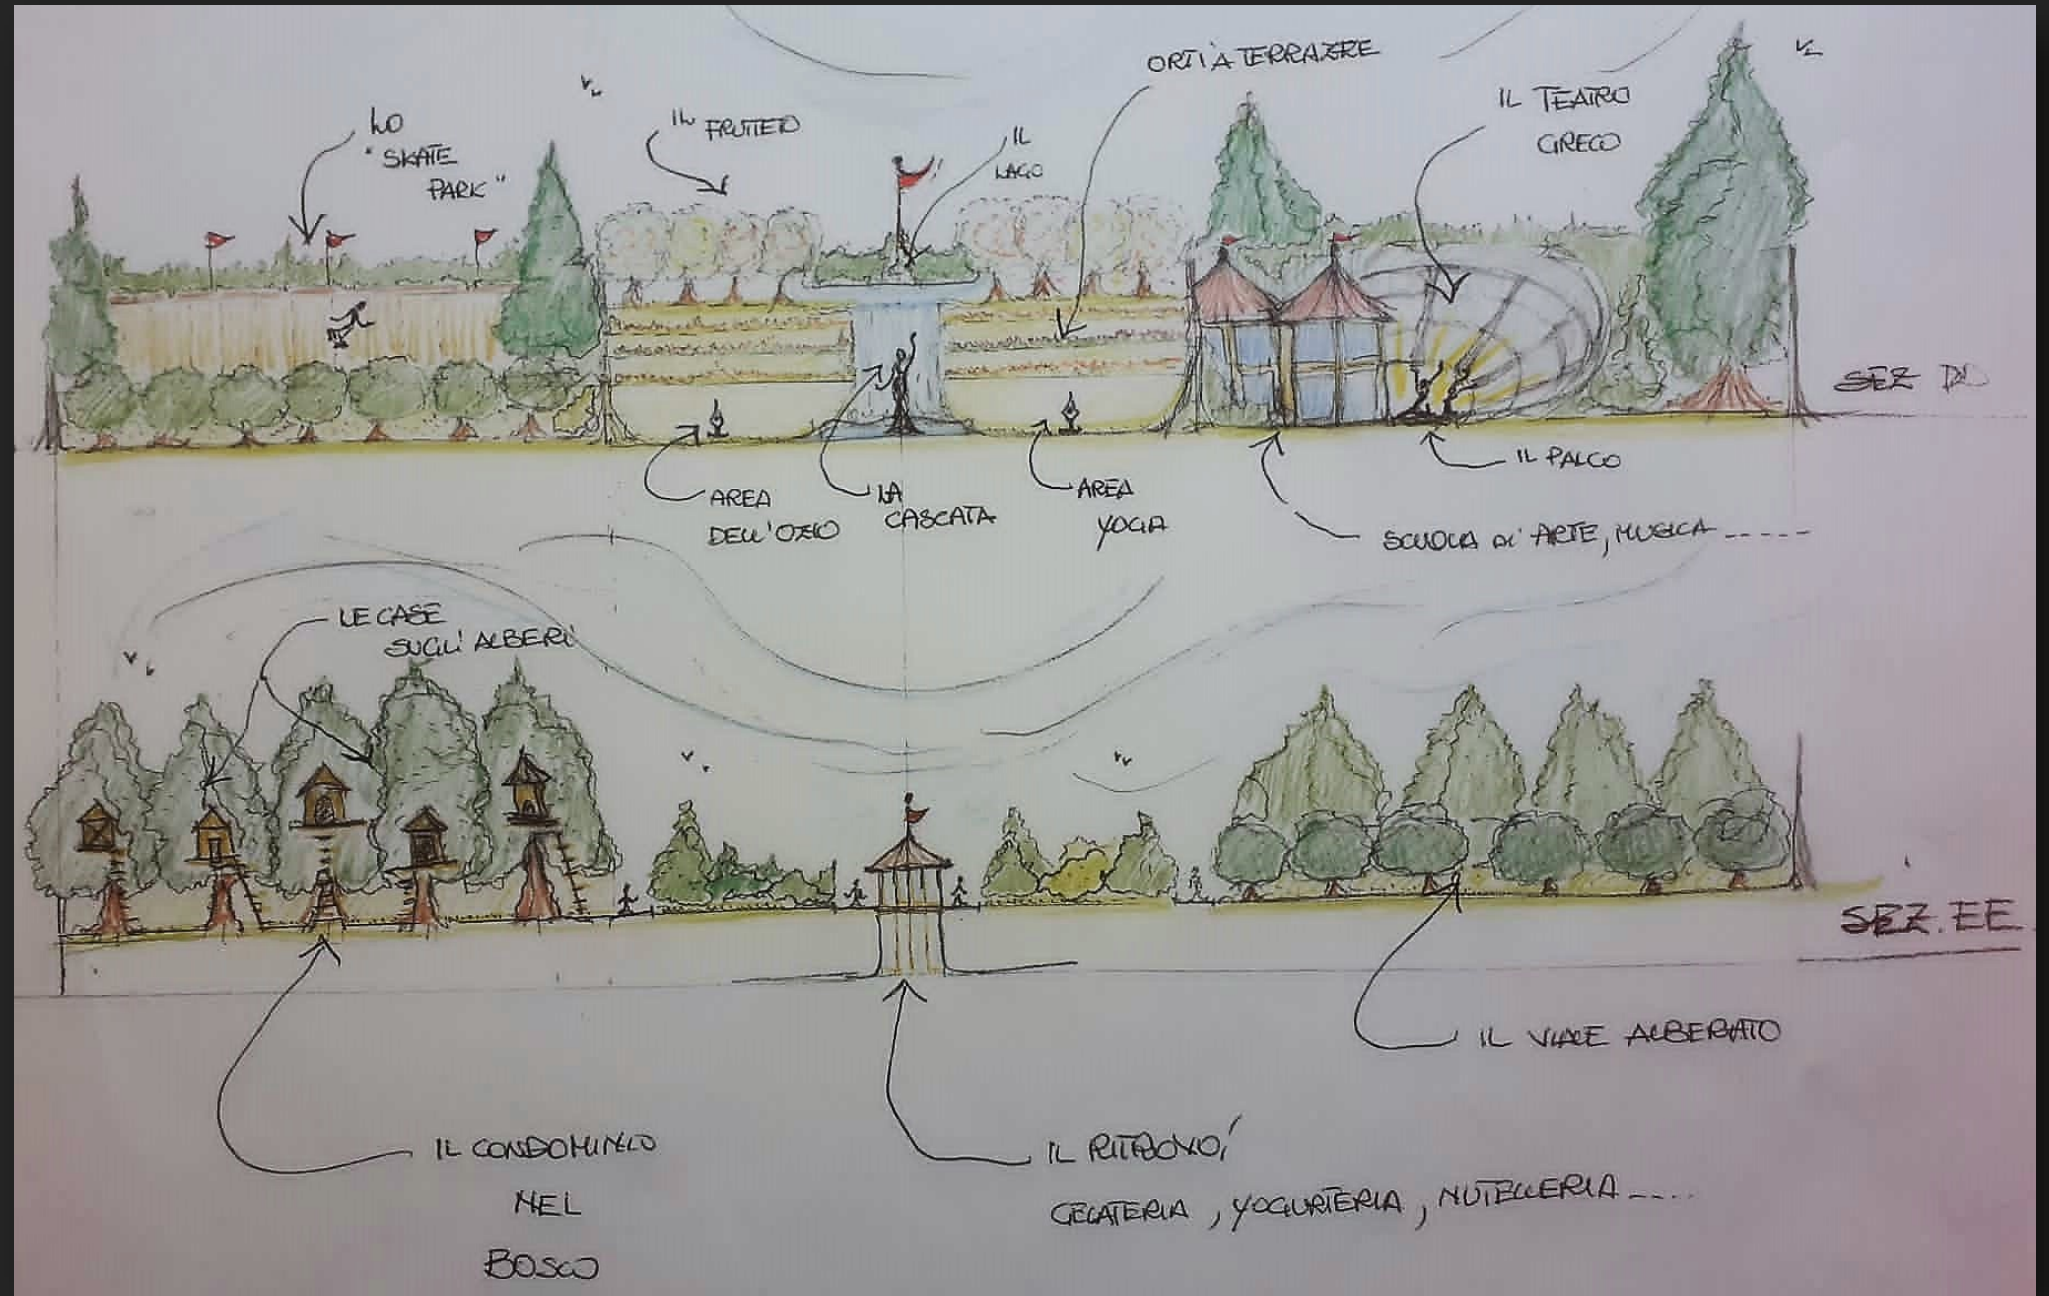 LO
"SKATE
PARK"
IL FRUTTETO
IL
LAGO
ORTI A TERRAZZE
IL TEATRO
GRECO
SEZ DD
AREA
DELL'OZIO
LA
CASCATA
AREA
YOGA
IL PALCO
SCUOLA DI ARTE, MUSICA -----
LE CASE
SUGLI ALBERI
SEZ. EE
IL VIALE ALBERATO
IL CONDOMINIO
NEL
BOSCO
IL RITROVO,
GELATERIA, YOGURTERIA, NUTELLERIA ----